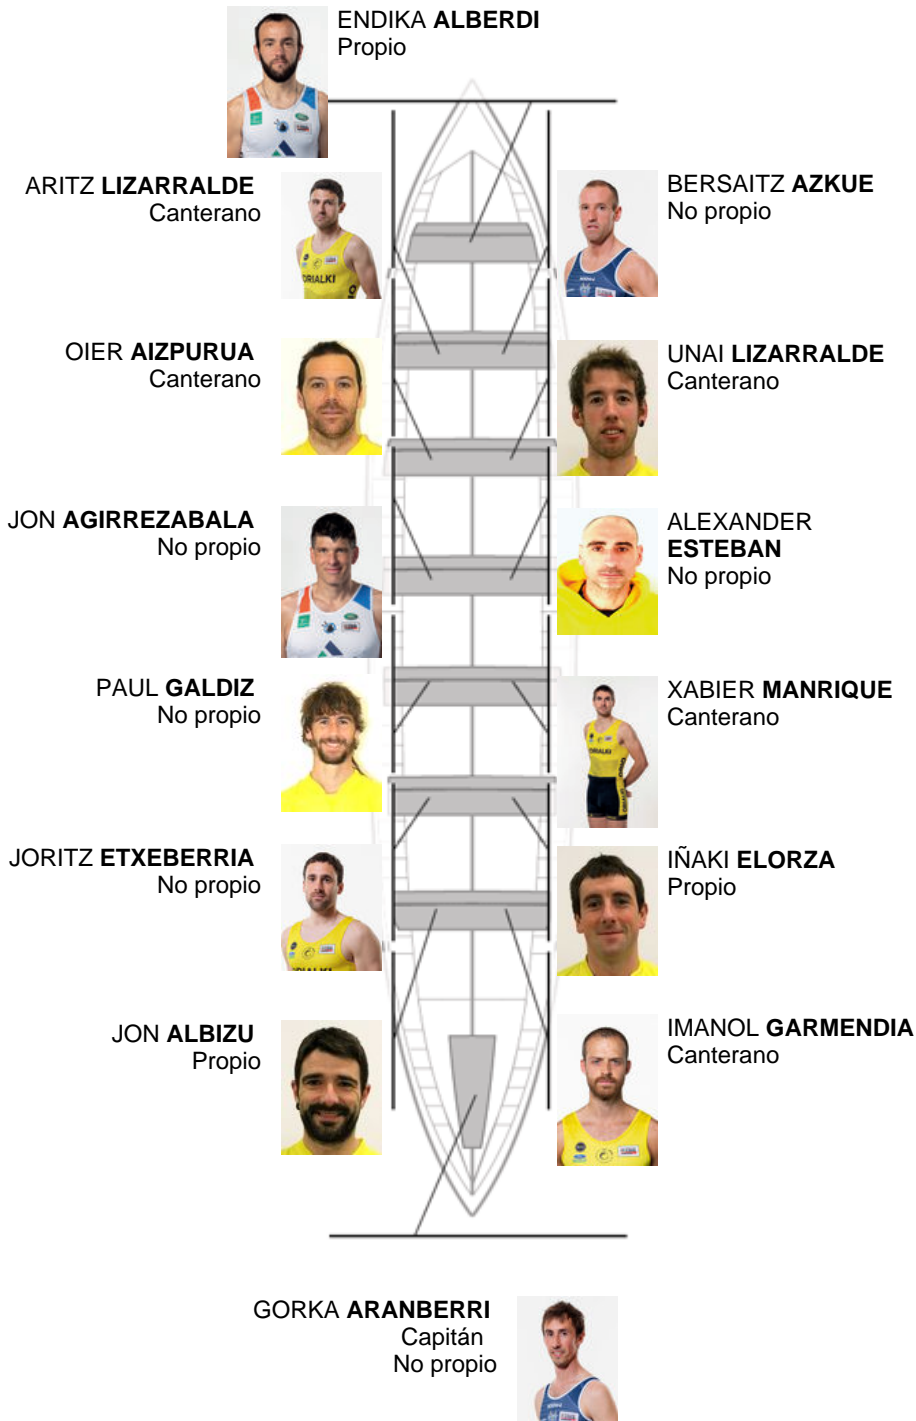 ENDIKA ALBERDI
Propio
ARITZ LIZARRALDE
Canterano
BERSAITZ AZKUE
No propio
OIER AIZPURUA
Canterano
UNAI LIZARRALDE
Canterano
JON AGIRREZABALA
No propio
ALEXANDER
ESTEBAN
No propio
PAUL GALDIZ
No propio
XABIER MANRIQUE
Canterano
JORITZ ETXEBERRIA
No propio
IÑAKI ELORZA
Propio
JON ALBIZU
Propio
IMANOL GARMENDIA
Canterano
GORKA ARANBERRI
Capitán
No propio